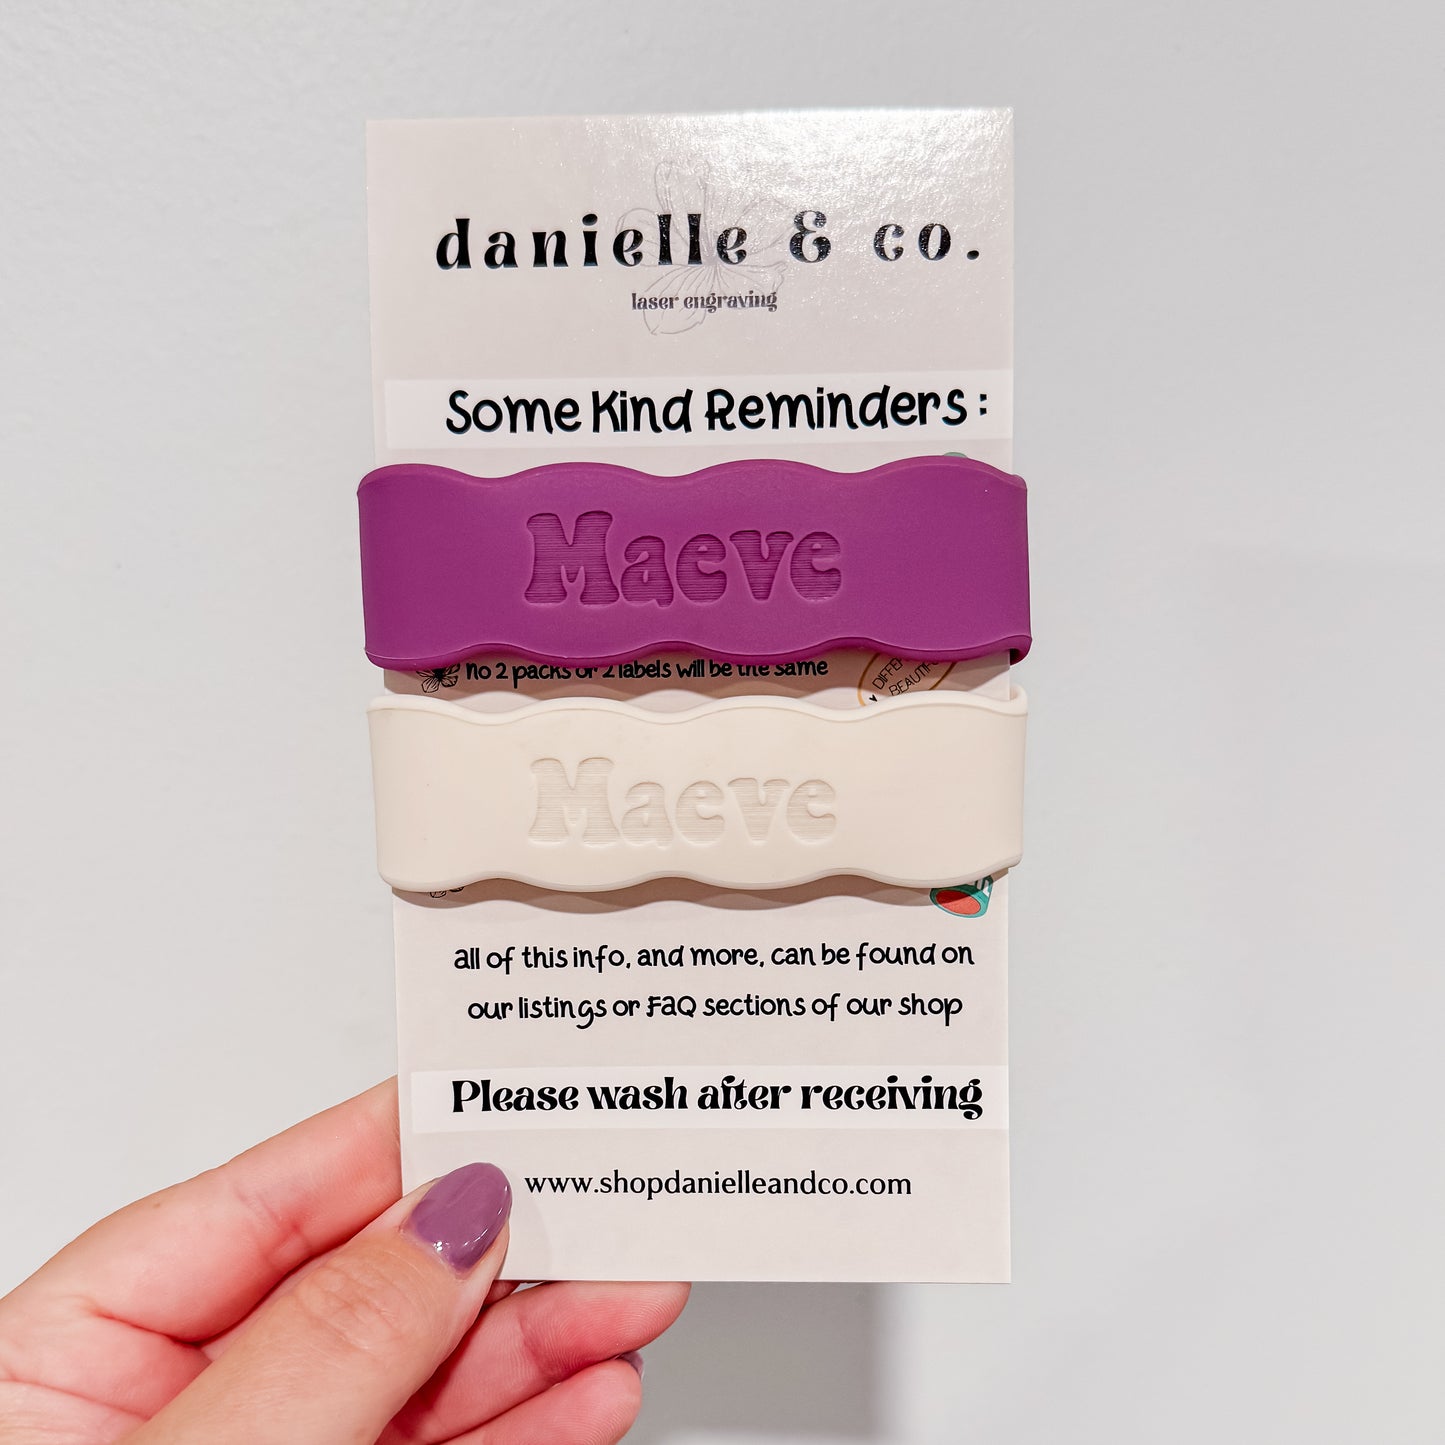 danielle & co.
laser engraving
Some Kind Reminders:
Maeve
no 2 packs or 2 labels will be the same
Maeve
all of this info, and more, can be found on
our listings or FAQ sections of our shop
Please wash after receiving
www.shopdanielleandco.com